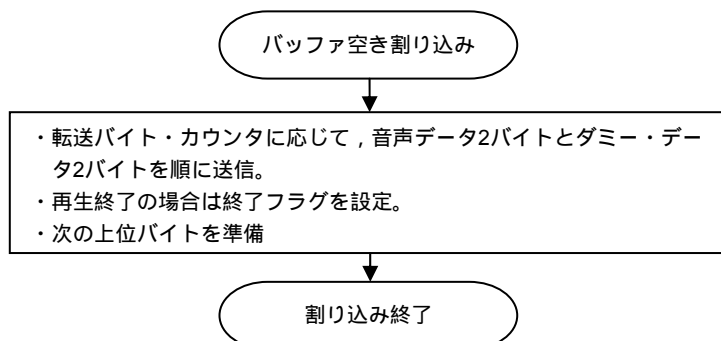 バッファ空き割り込み
・転送バイト・カウンタに応じて,音声データ2バイトとダミー・デー
タ2バイトを順に送信。
・再生終了の場合は終了フラグを設定。
・次の上位バイトを準備
割り込み終了